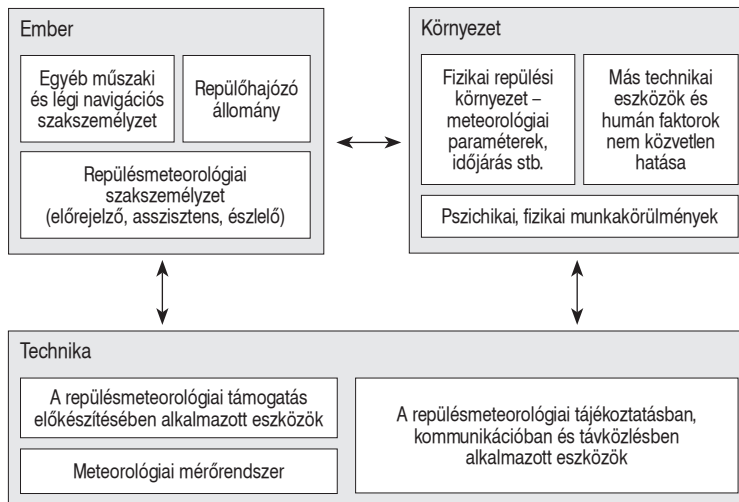 Ember
Egyéb műszaki
és légi navigációs
szakszemélyzet
Repülőhajózó
állomány
Repülésmeteorológiai
szakszemélyzet
(előrejelző, asszisztens, észlelő)
Környezet
Fizikai repülési
környezet –
meteorológiai
paraméterek,
időjárás stb.
Más technikai
eszközök és
humán faktorok
nem közvetlen
hatása
Pszichikai, fizikai munkakörülmények
Technika
A repülésmeteorológiai támogatás
előkészítésében alkalmazott eszközök
Meteorológiai mérőrendszer
A repülésmeteorológiai tájékoztatásban,
kommunikációban és távközlésben
alkalmazott eszközök